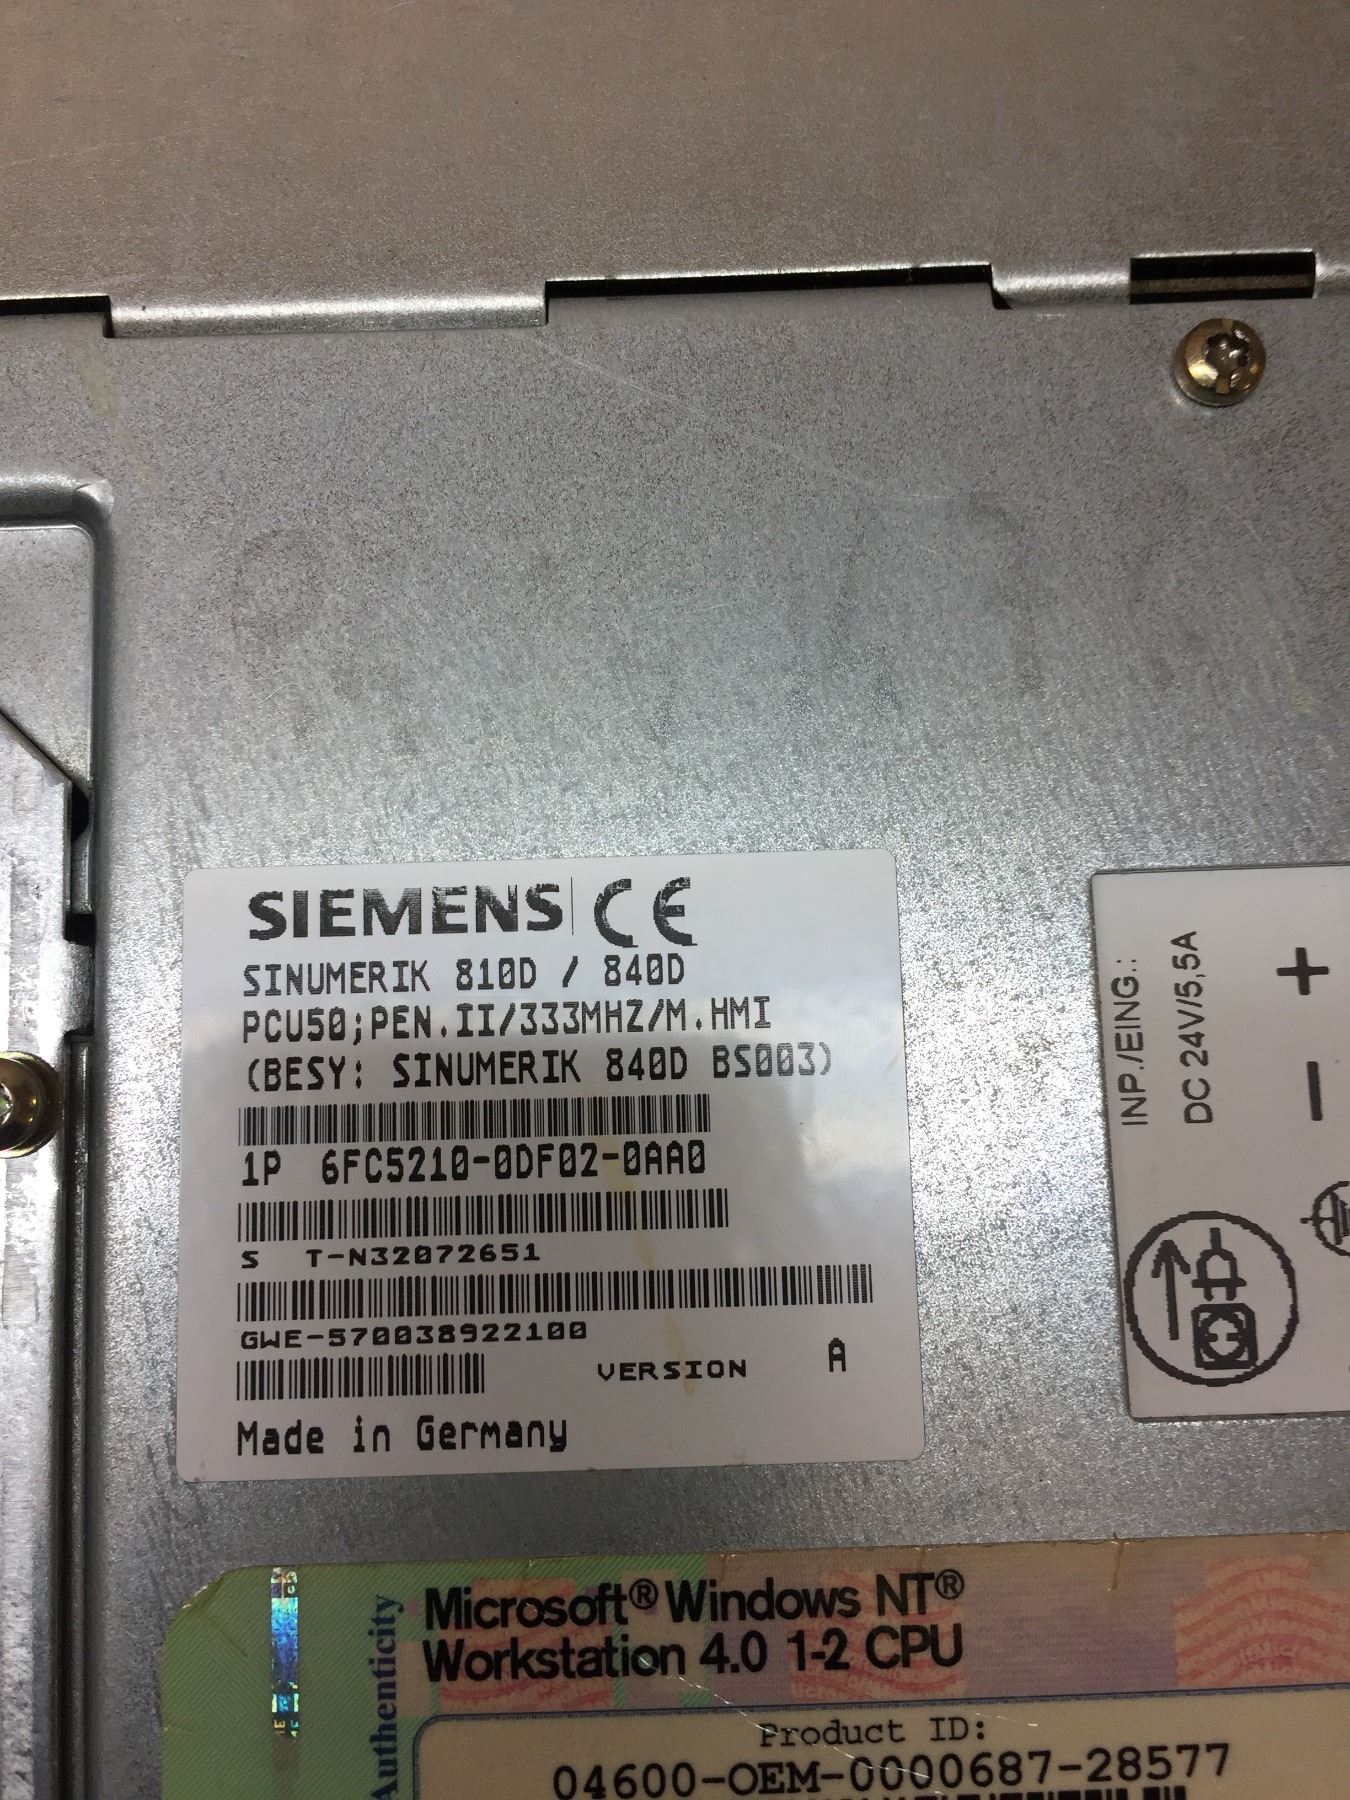 SIEMENS CE
SINUMERIK 810D / 840D
PCU50;PEN.II/333MHZ/M.HMI
(BESY: SINUMERIK 840D BS003)
1P 6FC5210-0DF02-0AA0
S T-N32072651
GWE-570038922100
VERSION A
Made in Germany
INP./EING.:
DC 24V/5,5A
+
-
Authenticity
Microsoft® Windows NT®
Workstation 4.0 1-2 CPU
Product ID:
04600-OEM-0000687-28577